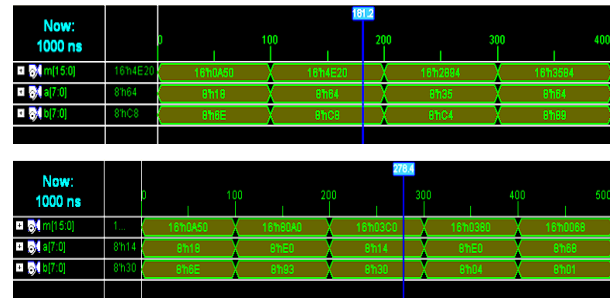 181.2
Now:
1000 ns
0 100 200 300 400
m[15:0] 16'h4E20 16'h0A50 16'h4E20 16'h2894 16'h3584
a[7:0] 8'h64 8'h18 8'h64 8'h35 8'h64
b[7:0] 8'hC8 8'h6E 8'hC8 8'hC4 8'h89
278.4
Now:
1000 ns
0 100 200 300 400 500
m[15:0] 1... 16'h0A50 16'h80A0 16'h03C0 16'h0380 16'h0068
a[7:0] 8'h14 8'h18 8'hE0 8'h14 8'hE0 8'h68
b[7:0] 8'h30 8'h6E 8'h93 8'h30 8'h04 8'h01